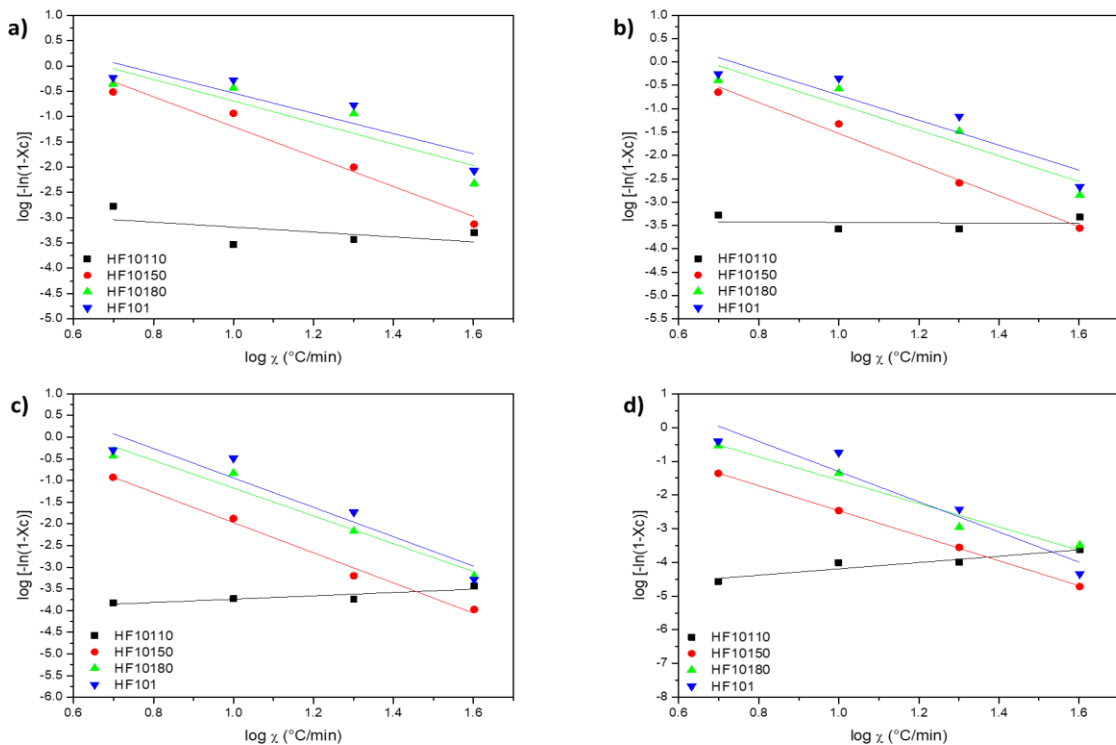 a)
log [-ln(1-Xc)]
1.0
0.5
0.0
-0.5
-1.0
-1.5
-2.0
-2.5
-3.0
-3.5
-4.0
-4.5
-5.0
HF10110
HF10150
HF10180
HF101
0.6 0.8 1.0 1.2 1.4 1.6
log χ (°C/min)
b)
log [-ln(1-Xc)]
1.0
0.5
0.0
-0.5
-1.0
-1.5
-2.0
-2.5
-3.0
-3.5
-4.0
-4.5
-5.0
-5.5
HF10110
HF10150
HF10180
HF101
0.6 0.8 1.0 1.2 1.4 1.6
log χ (°C/min)
c)
log [-ln(1-Xc)]
1.0
0.5
0.0
-0.5
-1.0
-1.5
-2.0
-2.5
-3.0
-3.5
-4.0
-4.5
-5.0
-5.5
-6.0
HF10110
HF10150
HF10180
HF101
0.6 0.8 1.0 1.2 1.4 1.6
log χ (°C/min)
d)
log [-ln(1-Xc)]
1
0
-1
-2
-3
-4
-5
-6
-7
-8
HF10110
HF10150
HF10180
HF101
0.6 0.8 1.0 1.2 1.4 1.6
log χ (°C/min)